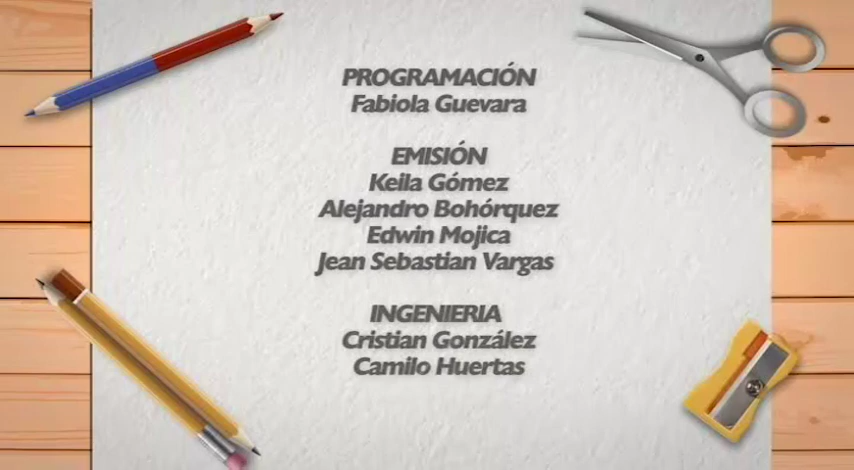 PROGRAMACIÓN
Fabiola Guevara
EMISIÓN
Keila Gómez
Alejandro Bohórquez
Edwin Mojica
Jean Sebastian Vargas
INGENIERIA
Cristian González
Camilo Huertas